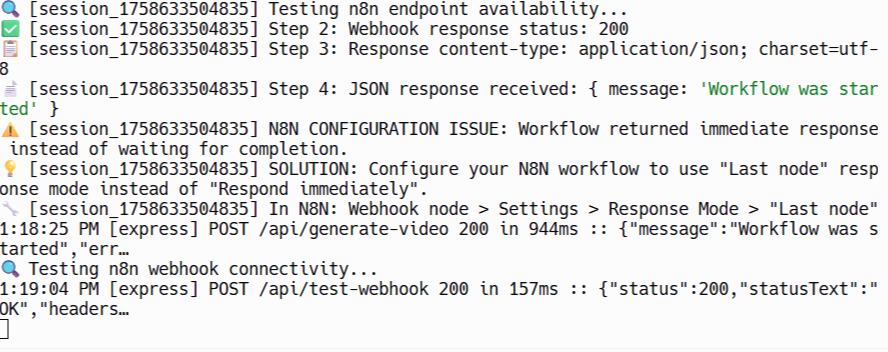 🔍 [session_1758633504835] Testing n8n endpoint availability...
✅ [session_1758633504835] Step 2: Webhook response status: 200
📋 [session_1758633504835] Step 3: Response content-type: application/json; charset=utf-
8
📄 [session_1758633504835] Step 4: JSON response received: { message: 'Workflow was star
ted' }
⚠️ [session_1758633504835] N8N CONFIGURATION ISSUE: Workflow returned immediate response
 instead of waiting for completion.
💡 [session_1758633504835] SOLUTION: Configure your N8N workflow to use "Last node" resp
onse mode instead of "Respond immediately".
🔧 [session_1758633504835] In N8N: Webhook node > Settings > Response Mode > "Last node"
1:18:25 PM [express] POST /api/generate-video 200 in 944ms :: {"message":"Workflow was s
tarted","err…
🔍 Testing n8n webhook connectivity...
1:19:04 PM [express] POST /api/test-webhook 200 in 157ms :: {"status":200,"statusText":"
OK","headers…